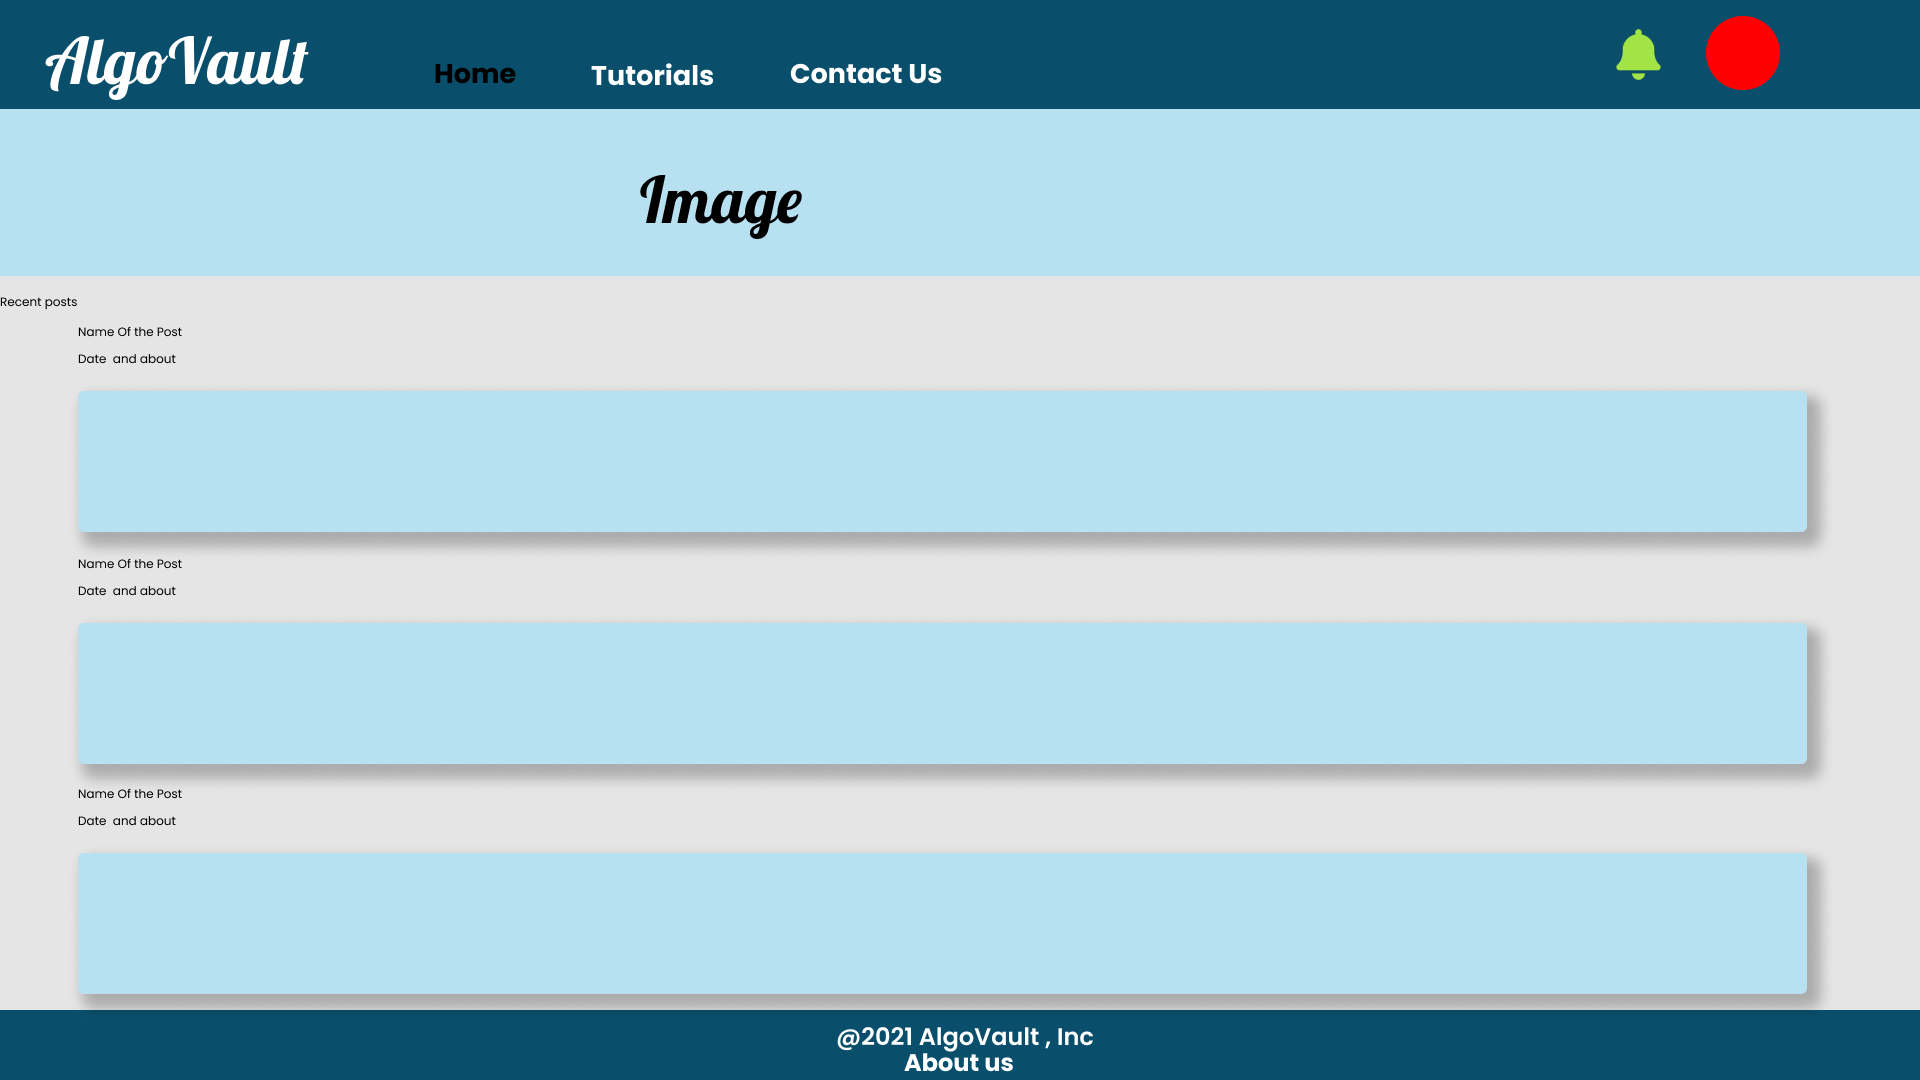 AlgoVault
Home
Tutorials
Contact Us
Image
Recent posts
Name Of the Post
Date  and about
Name Of the Post
Date  and about
Name Of the Post
Date  and about
@2021 AlgoVault , Inc
About us